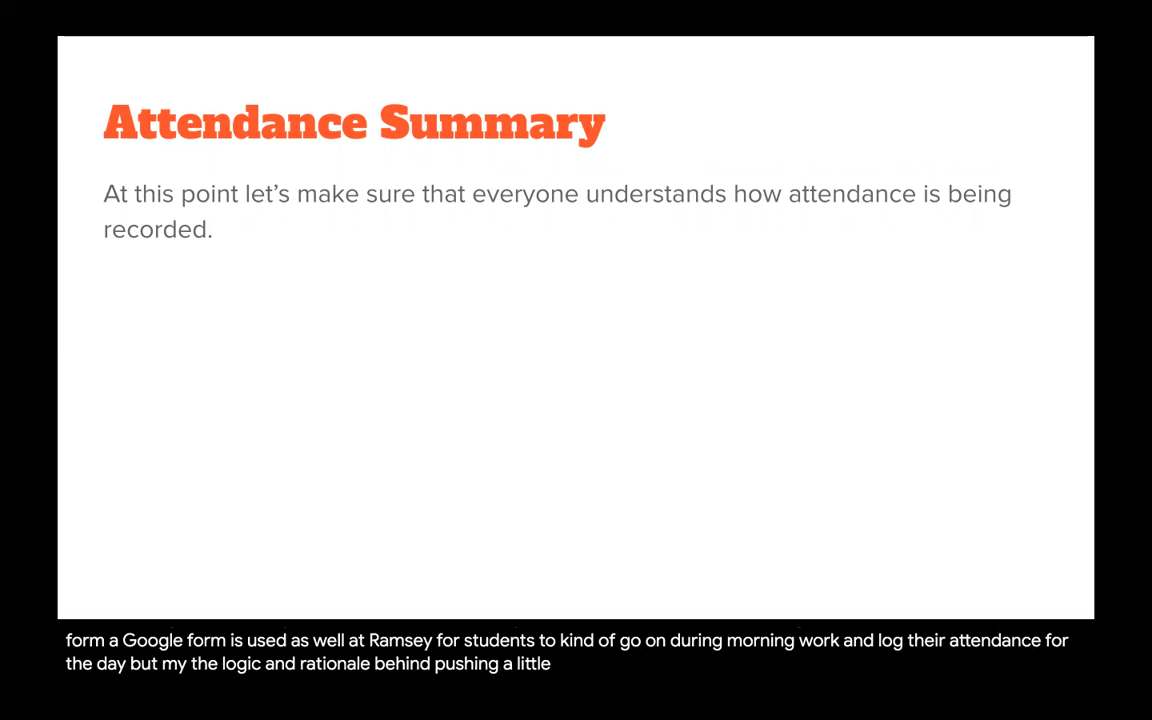 Attendance Summary
At this point let’s make sure that everyone understands how attendance is being
recorded.
form a Google form is used as well at Ramsey for students to kind of go on during morning work and log their attendance for
the day but my the logic and rationale behind pushing a little